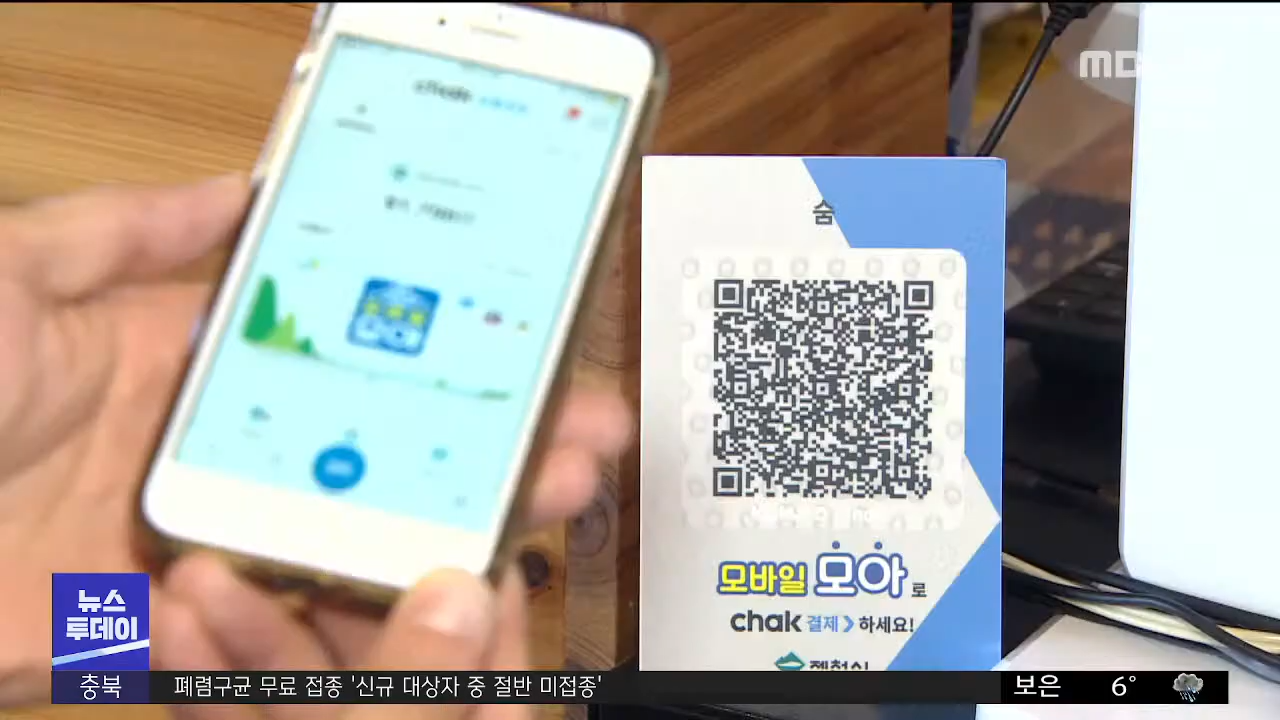 chak
MBC
숨
모바일 모아로
chak 결제 > 하세요!
제천시
뉴스
투데이
충북
폐렴구균 무료 접종 '신규 대상자 중 절반 미접종'
보은 6°